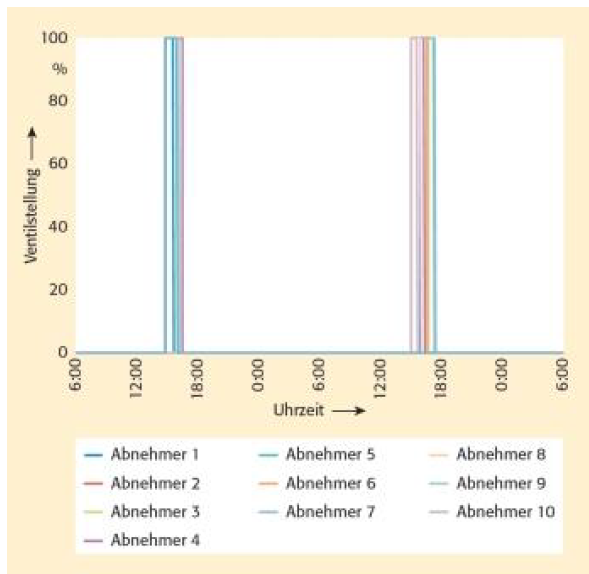 100
%
80
60
40
20
0
Ventilstellung
6:00 12:00 18:00 0:00 6:00 12:00 18:00 0:00 6:00
Uhrzeit
Abnehmer 1 Abnehmer 5 Abnehmer 8
Abnehmer 2 Abnehmer 6 Abnehmer 9
Abnehmer 3 Abnehmer 7 Abnehmer 10
Abnehmer 4